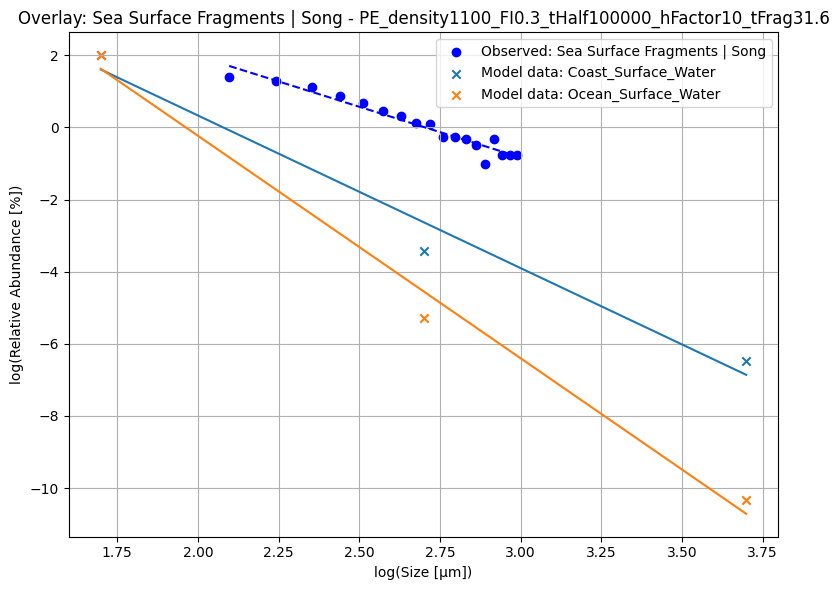 Overlay: Sea Surface Fragments | Song - PE_density1100_FI0.3_tHalf100000_hFactor10_tFrag31.6
Observed: Sea Surface Fragments | Song
Model data: Coast_Surface_Water
Model data: Ocean_Surface_Water
log(Relative Abundance [%])
2
0
−2
−4
−6
−8
−10
1.75
2.00
2.25
2.50
2.75
3.00
3.25
3.50
3.75
log(Size [μm])